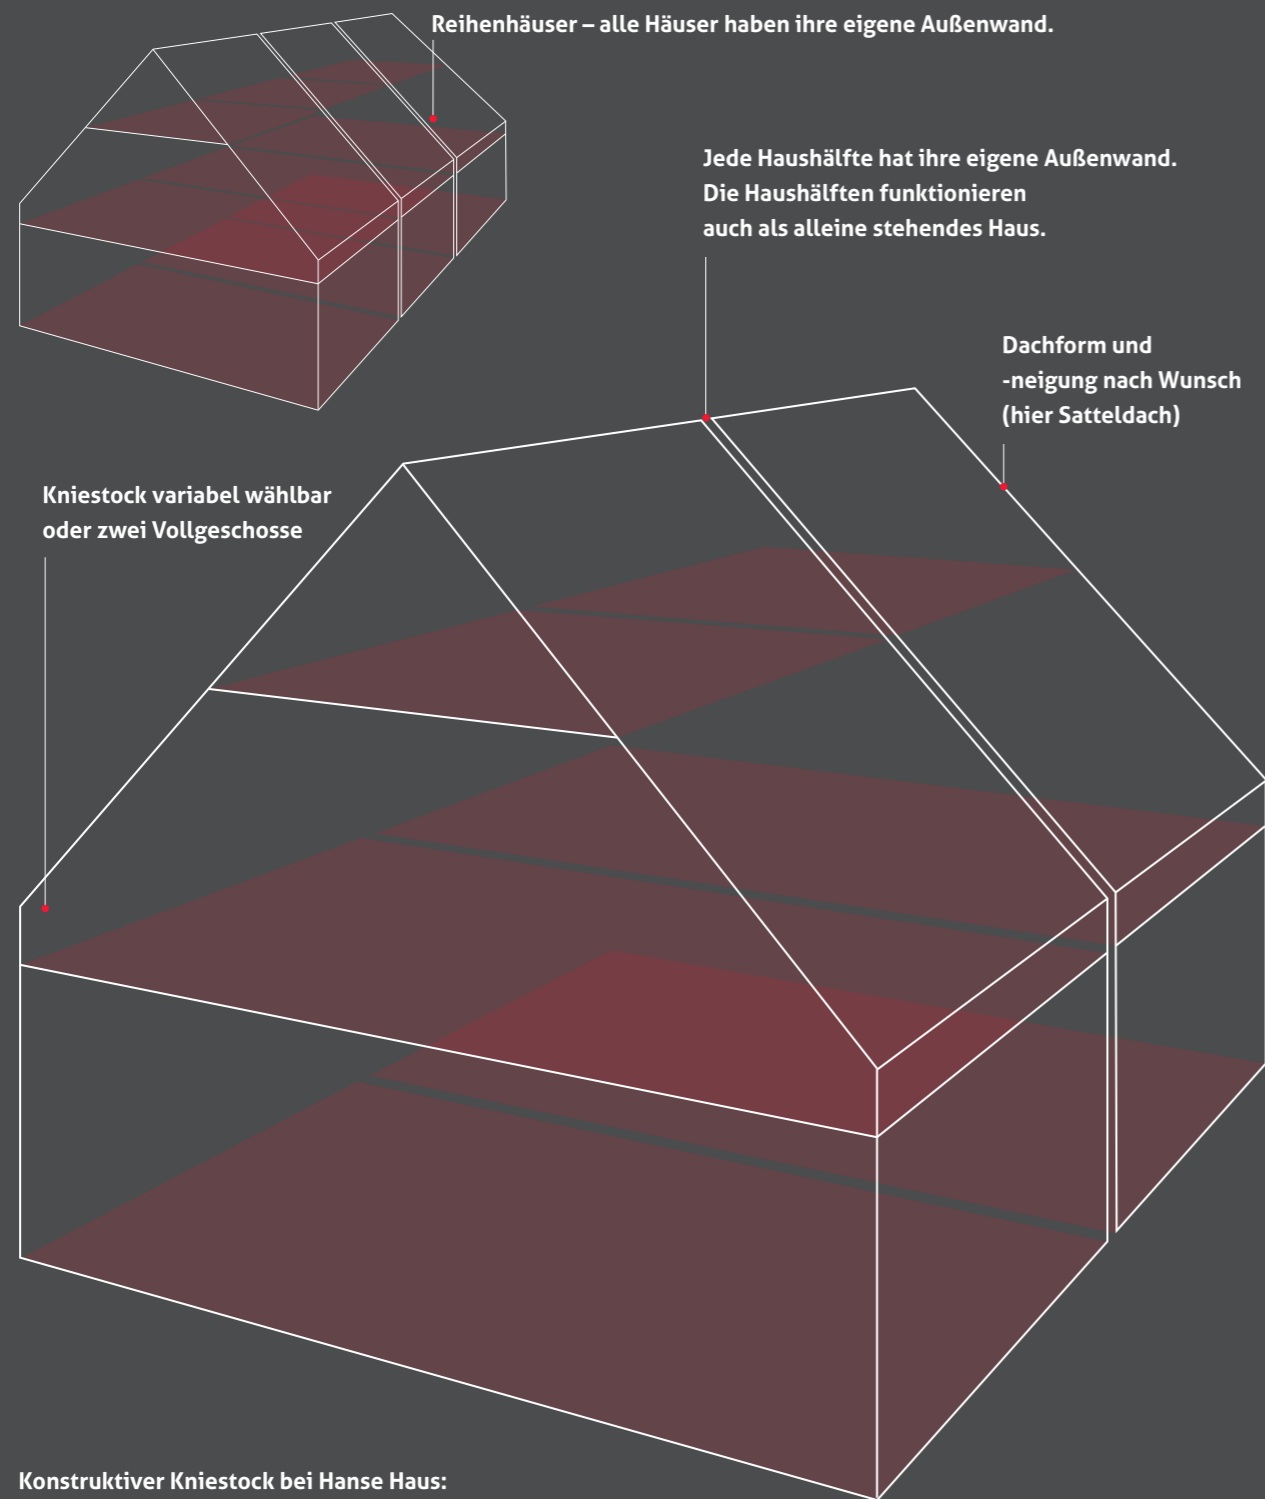 Reihenhäuser – alle Häuser haben ihre eigene Außenwand.
Jede Haushälfte hat ihre eigene Außenwand.
Die Haushälften funktionieren
auch als alleine stehendes Haus.
Dachform und
-neigung nach Wunsch
(hier Satteldach)
Kniestock variabel wählbar
oder zwei Vollgeschosse
Konstruktiver Kniestock bei Hanse Haus: